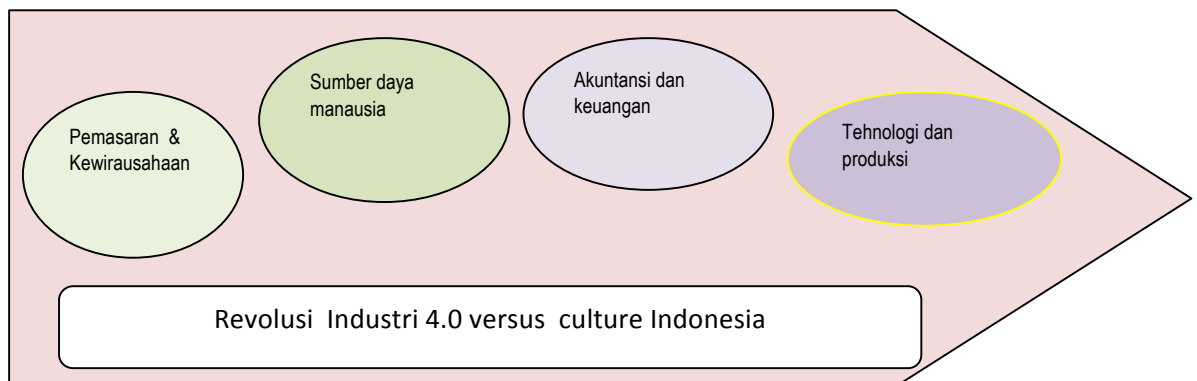 Pemasaran &
Kewirausahaan
Sumber daya
manausia
Akuntansi dan
keuangan
Tehnologi dan
produksi
Revolusi Industri 4.0 versus culture Indonesia